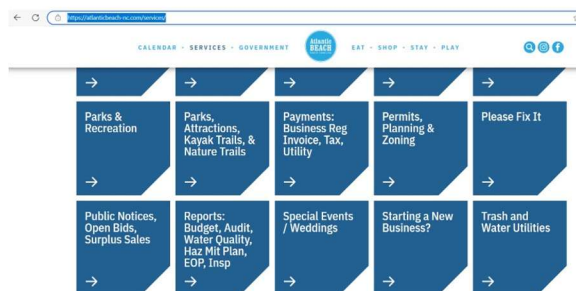 https://atlanticbeach-nc.com/services/
CALENDAR - SERVICES - GOVERNMENT
Atlantic
BEACH
EAT - SHOP - STAY - PLAY
Parks &
Recreation
Parks,
Attractions,
Kayak Trails, &
Nature Trails
Payments:
Business Reg
Invoice, Tax,
Utility
Permits,
Planning &
Zoning
Please Fix It
Public Notices,
Open Bids,
Surplus Sales
Reports:
Budget, Audit,
Water Quality,
Haz Mit Plan,
EOP, Insp
Special Events
/ Weddings
Starting a New
Business?
Trash and
Water Utilities